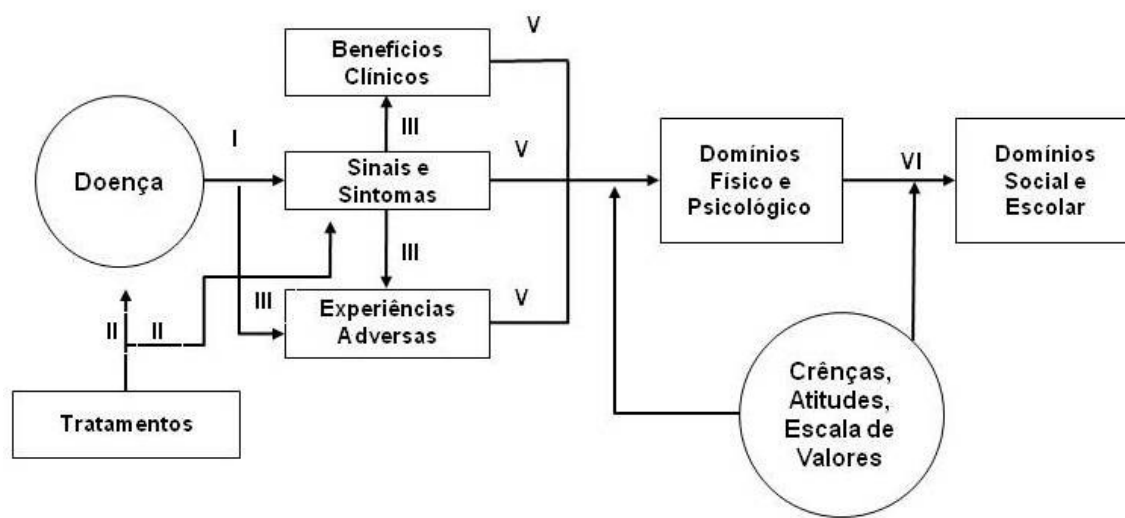 Benefícios
Clínicos
V
I
III
Doença
Sinais e
Sintomas
V
Domínios
Físico e
Psicológico
VI
Domínios
Social e
Escolar
III
III
Experiências
Adversas
V
II
II
Tratamentos
Crênças,
Atitudes,
Escala de
Valores